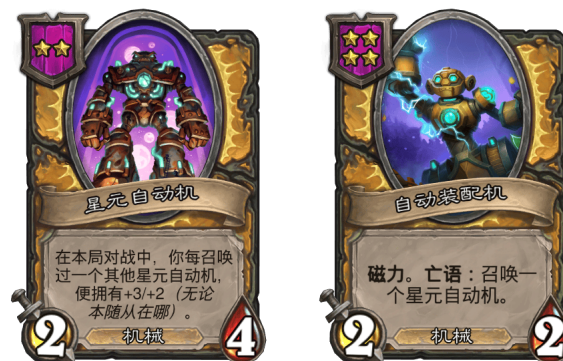 星元自动机
在本局对战中，你每召唤
过一个其他星元自动机，
便拥有+3/+2（无论
本随从在哪）。
2
机械
4
自动装配机
磁力。亡语：召唤一
个星元自动机。
2
机械
2